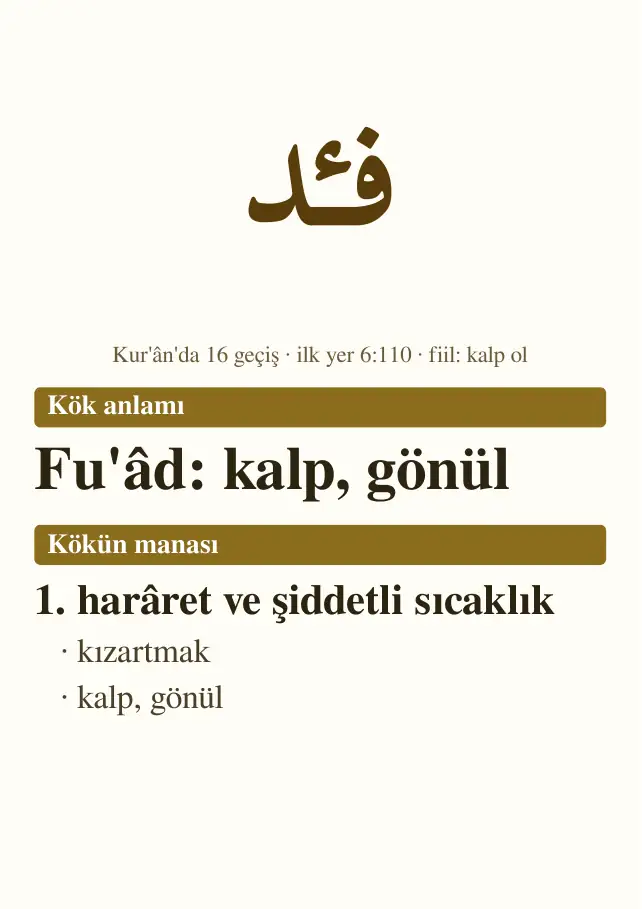 فئد
Kur'ân'da 16 geçiş · ilk yer 6:110 · fiil: kalp ol
Kök anlamı
Fu'âd: kalp, gönül
Kökün manası
1. harâret ve şiddetli sıcaklık
· kızartmak
· kalp, gönül